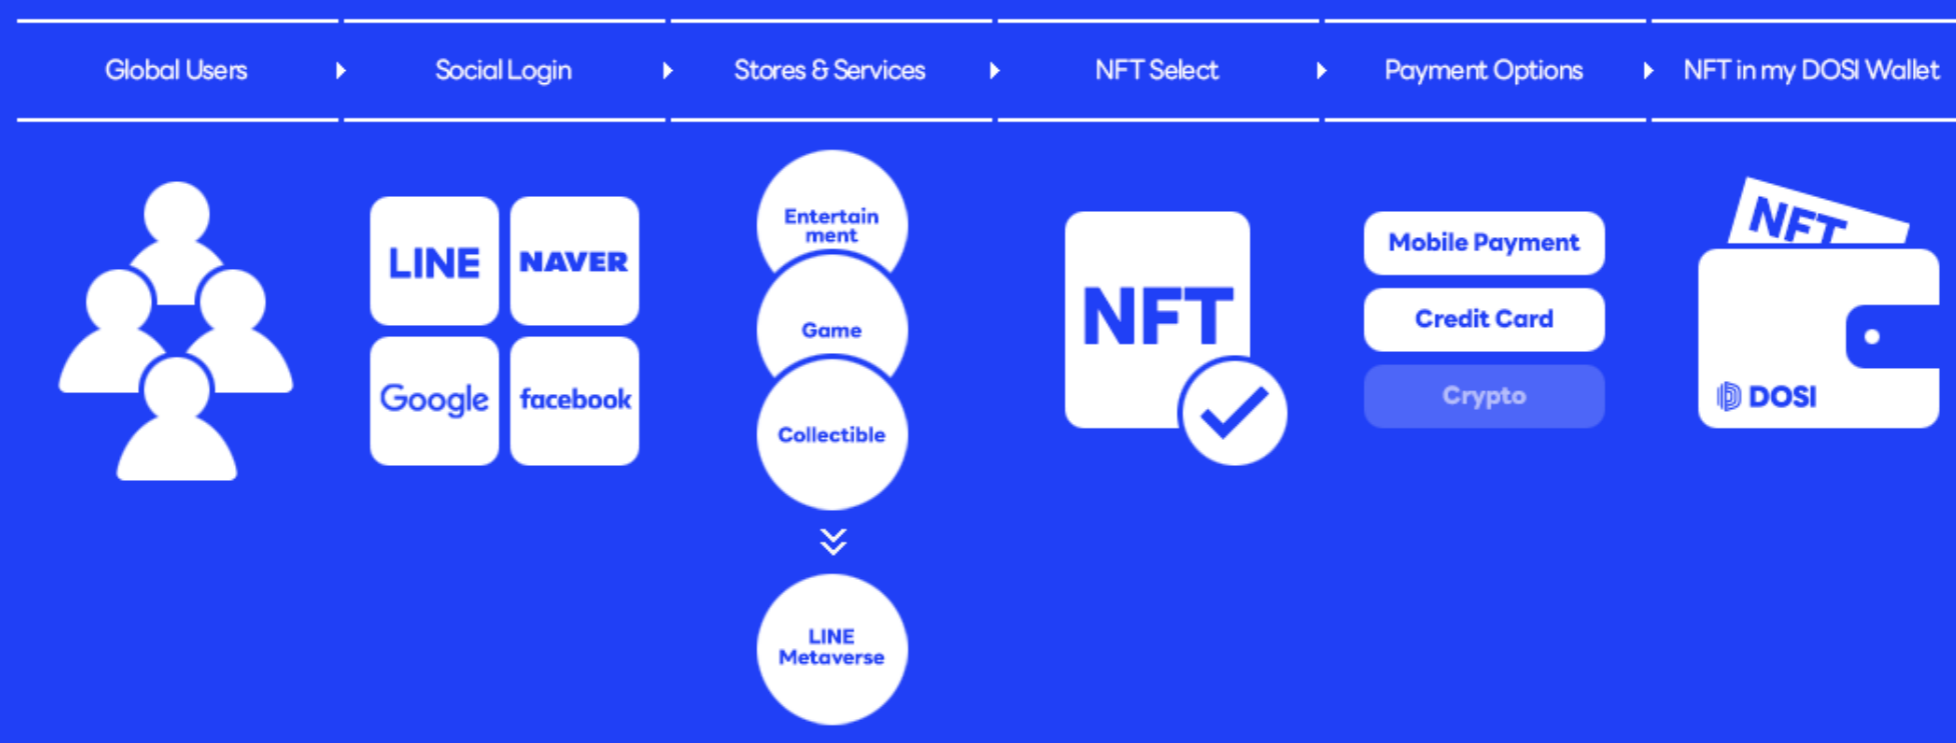 Global Users
Social Login
Stores & Services
NFT Select
Payment Options
NFT in my DOSI Wallet
LINE
NAVER
Google
facebook
Entertain
ment
Game
Collectible
LINE
Metaverse
NFT
Mobile Payment
Credit Card
Crypto
NFT
DOSI